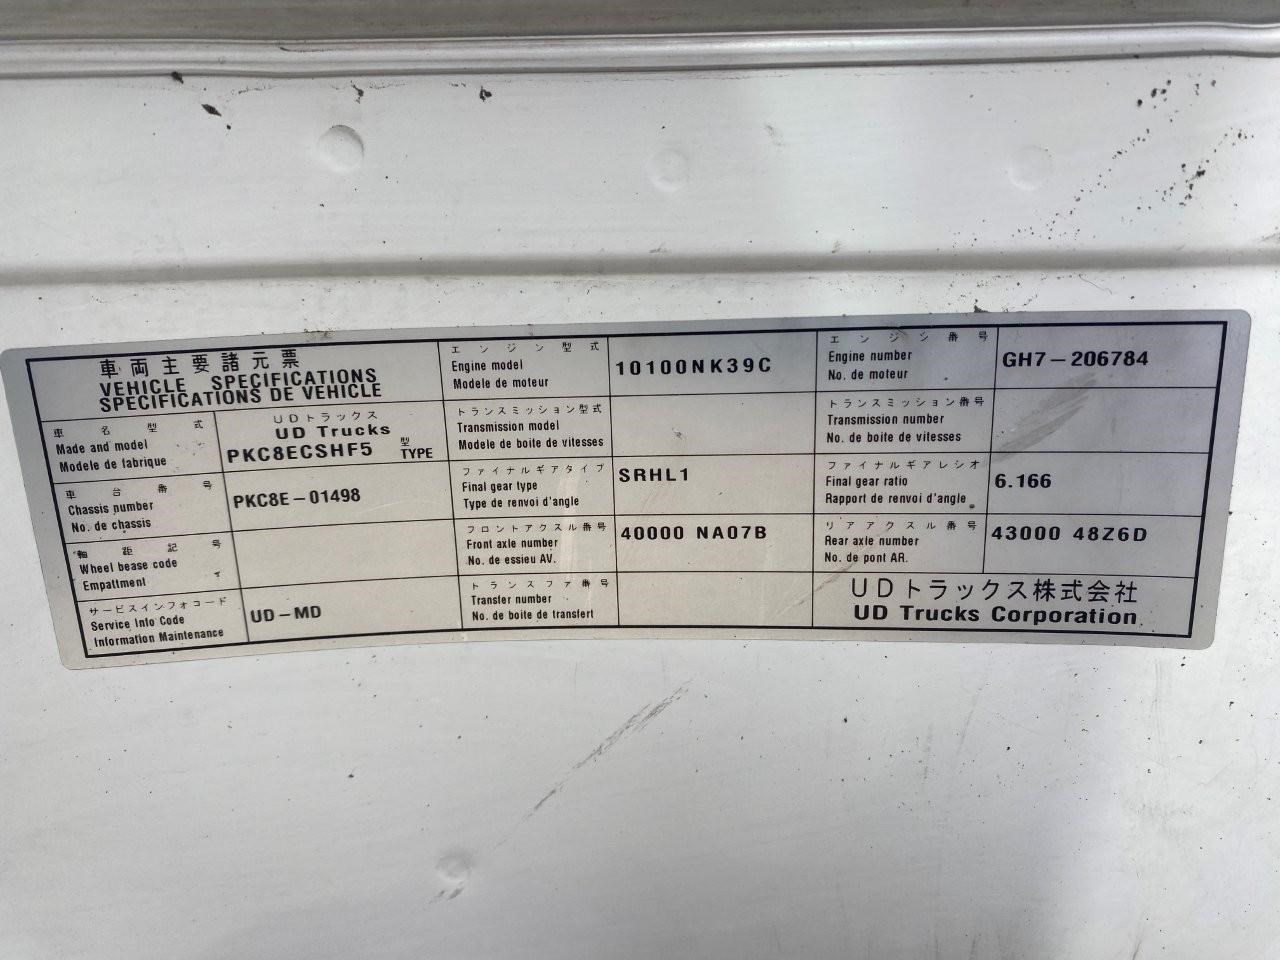 車両主要諸元票
VEHICLE SPECIFICATIONS
SPECIFICATIONS DE VEHICLE
車名型式
Made and model
Modele de fabrique
UDトラックス
UD Trucks
PKC8ECSHF5 型 TYPE
車台番号
Chassis number
No. de chassis
PKC8E-01498
軸距記号
Wheel bease code
Empattment
サービスインフォコード
Service Info Code
Information Maintenance
UD-MD
エンジン型式
Engine model
Modele de moteur
10100NK39C
トランスミッション型式
Transmission model
Modele de boite de vitesses
ファイナルギアタイプ
Final gear type
Type de renvoi d'angle
SRHL1
フロントアクスル番号
Front axle number
No. de essieu AV.
40000 NA07B
トランスファ番号
Transfer number
No. de boite de transfert
エンジン番号
Engine number
No. de moteur
GH7-206784
トランスミッション番号
Transmission number
No. de boite de vitesses
ファイナルギアレシオ
Final gear ratio
Rapport de renvoi d'angle
6.166
リアアクスル番号
Rear axle number
No. de pont AR.
43000 48Z6D
UDトラックス株式会社
UD Trucks Corporation